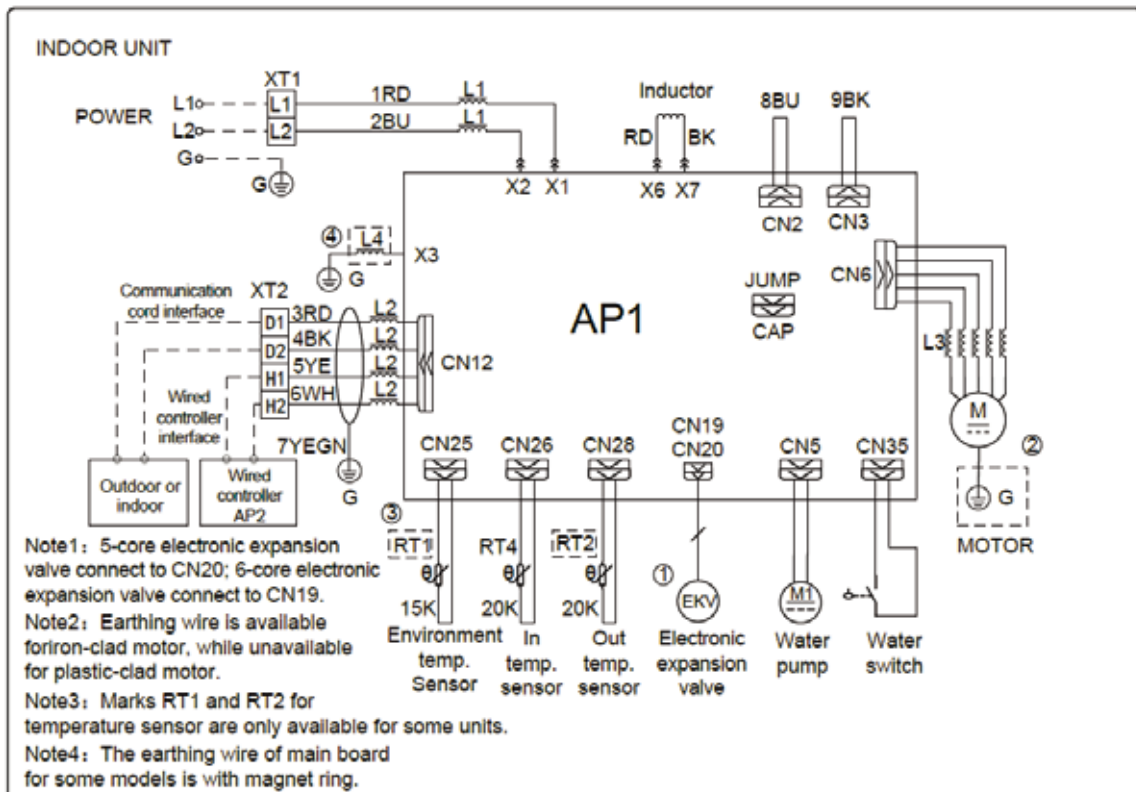 INDOOR UNIT
POWER
L1
L2
G
XT1
L1
L2
G
1RD
2BU
L1
L1
Inductor
RD
BK
8BU
9BK
X2
X1
X6
X7
CN2
CN3
④
L4
G
X3
CN6
JUMP
CAP
AP1
L3
M
②
G
MOTOR
Communication
cord interface
XT2
D1
D2
H1
H2
3RD
4BK
5YE
6WH
L2
L2
L2
L2
CN12
Wired
controller
interface
7YEGN
G
Outdoor or
indoor
Wired
controller
AP2
CN25
CN26
CN28
CN19
CN20
CN5
CN35
③
RT1
RT4
RT2
θ
θ
θ
15K
20K
20K
①
EKV
M1
Environment
temp.
Sensor
In
temp.
sensor
Out
temp.
sensor
Electronic
expansion
valve
Water
pump
Water
switch
Note1: 5-core electronic expansion
valve connect to CN20; 6-core electronic
expansion valve connect to CN19.
Note2: Earthing wire is available
foriron-clad motor, while unavailable
for plastic-clad motor.
Note3: Marks RT1 and RT2 for
temperature sensor are only available for some units.
Note4: The earthing wire of main board
for some models is with magnet ring.